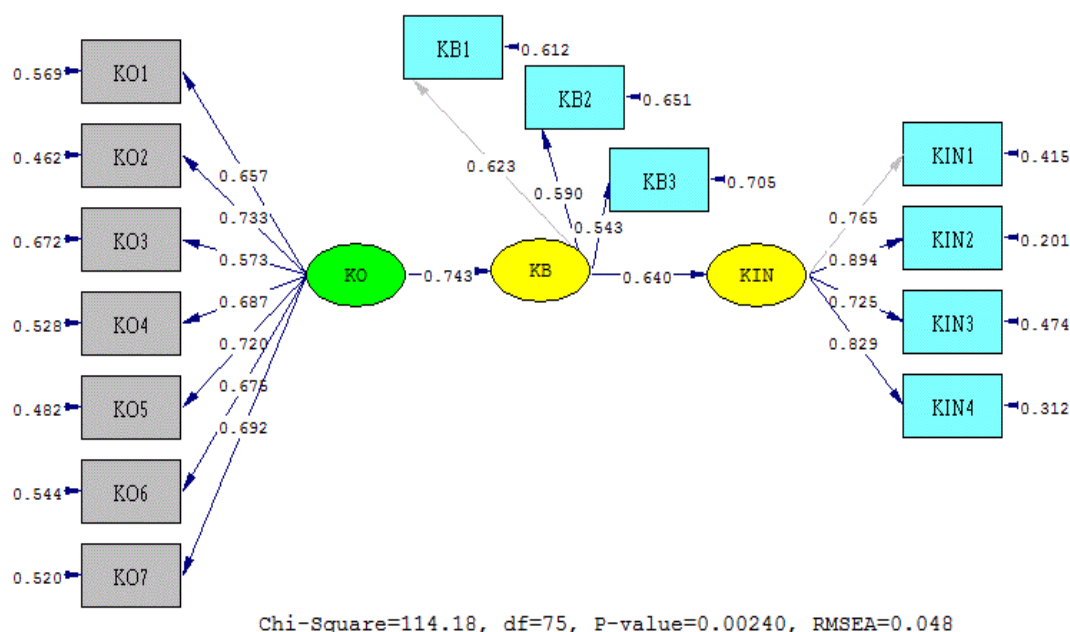 KB1 0.612
KO1 0.569
KB2 0.651
KO2 0.462
KIN1 0.415
0.623
0.657
0.590
KB3 0.705
0.733
0.765
KO3 0.672
0.543
KIN2 0.201
0.573
0.894
KO 0.743 KB 0.640 KIN
0.687
0.725
KO4 0.528
KIN3 0.474
0.720
0.829
0.675
KO5 0.482
KIN4 0.312
0.692
KO6 0.544
KO7 0.520
Chi-Square=114.18, df=75, P-value=0.00240, RMSEA=0.048